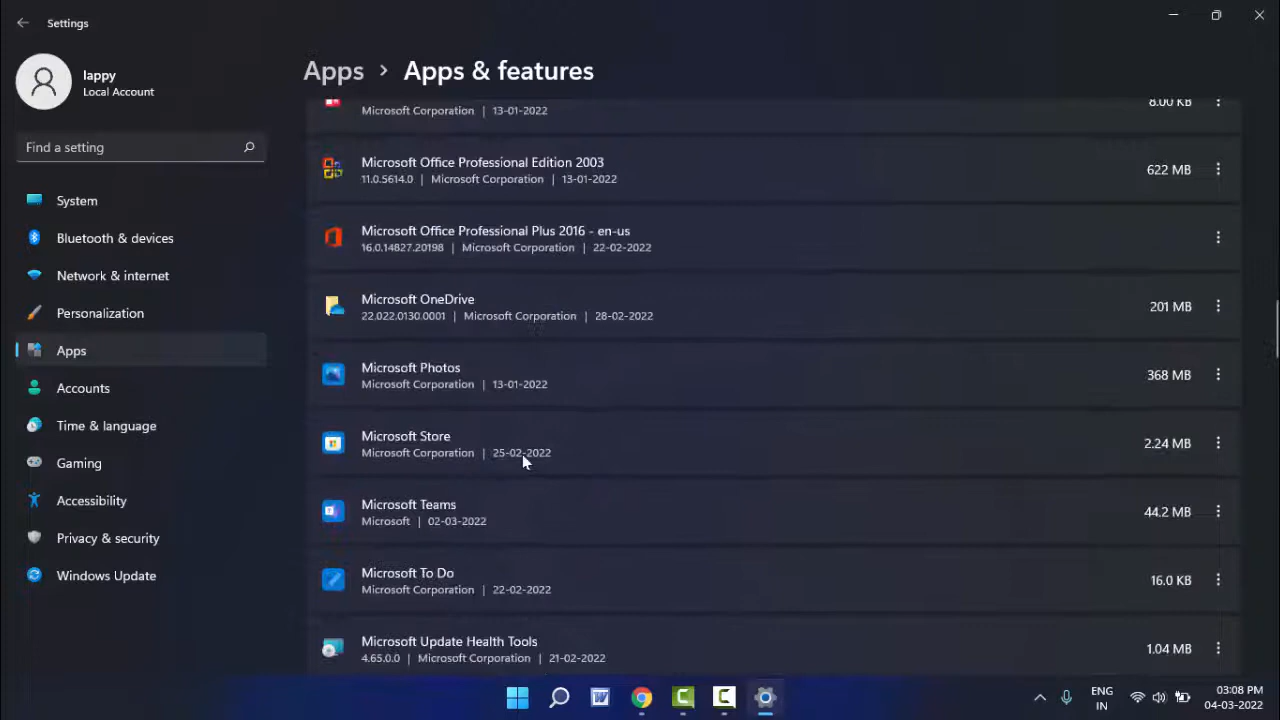 Settings
lappy
Local Account
Find a setting
System
Bluetooth & devices
Network & internet
Personalization
Apps
Accounts
Time & language
Gaming
Accessibility
Privacy & security
Windows Update
Apps > Apps & features
Microsoft Corporation | 13-01-2022
8.00 KB
Microsoft Office Professional Edition 2003
11.0.5614.0 | Microsoft Corporation | 13-01-2022
622 MB
Microsoft Office Professional Plus 2016 - en-us
16.0.14827.20198 | Microsoft Corporation | 22-02-2022
Microsoft OneDrive
22.022.0130.0001 | Microsoft Corporation | 28-02-2022
201 MB
Microsoft Photos
Microsoft Corporation | 13-01-2022
368 MB
Microsoft Store
Microsoft Corporation | 25-02-2022
2.24 MB
Microsoft Teams
Microsoft | 02-03-2022
44.2 MB
Microsoft To Do
Microsoft Corporation | 22-02-2022
16.0 KB
Microsoft Update Health Tools
4.65.0.0 | Microsoft Corporation | 21-02-2022
1.04 MB
ENG
IN
03:08 PM
04-03-2022